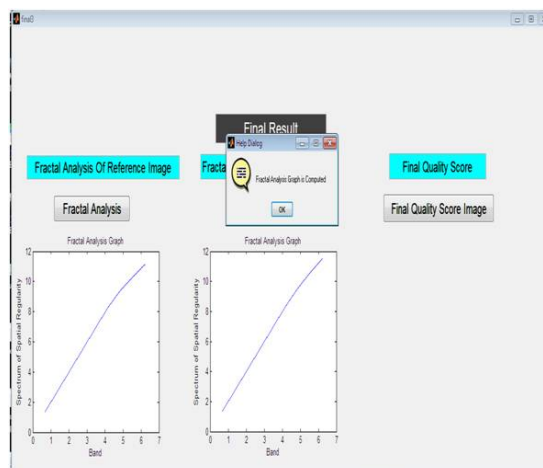 final3
Final Result
Help Dialog
Fractal Analysis Graph is Computed
OK
Fractal Analysis Of Reference Image
Fracta
Final Quality Score
Fractal Analysis
Final Quality Score Image
Fractal Analysis Graph
Spectrum of Spatial Regularity
12
10
8
6
4
2
0
0 1 2 3 4 5 6 7
Band
Fractal Analysis Graph
Spectrum of Spatial Regularity
12
10
8
6
4
2
0
0 1 2 3 4 5 6 7
Band